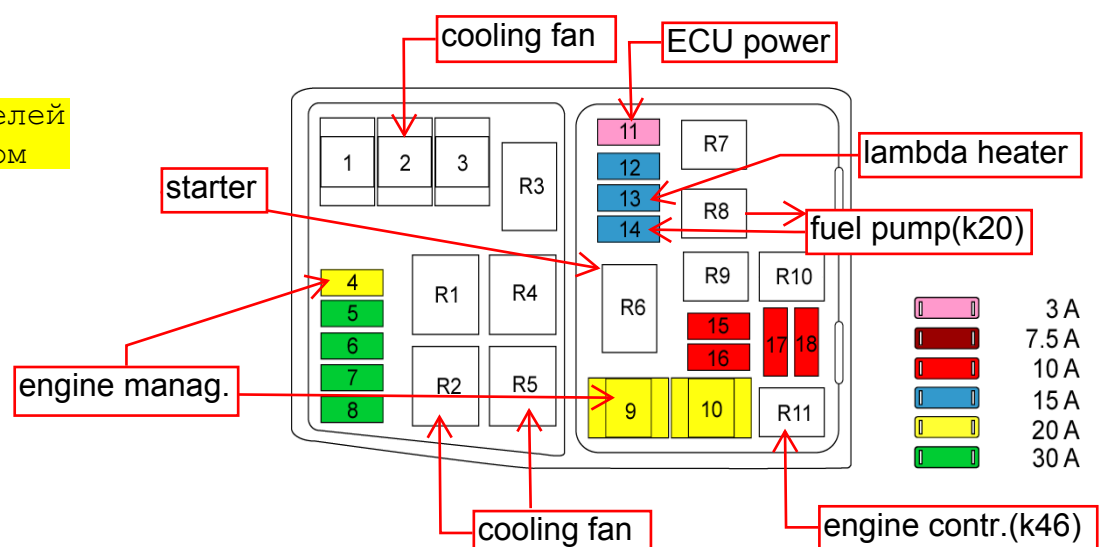 cooling fan
ECU power
елей
ом
1
2
3
R3
11
12
13
14
R7
R8
lambda heater
starter
fuel pump(k20)
4
5
6
7
8
R1
R4
R2
R5
R6
R9
R10
15
16
17
18
9
10
R11
engine manag.
3 A
7.5 A
10 A
15 A
20 A
30 A
cooling fan
engine contr.(k46)